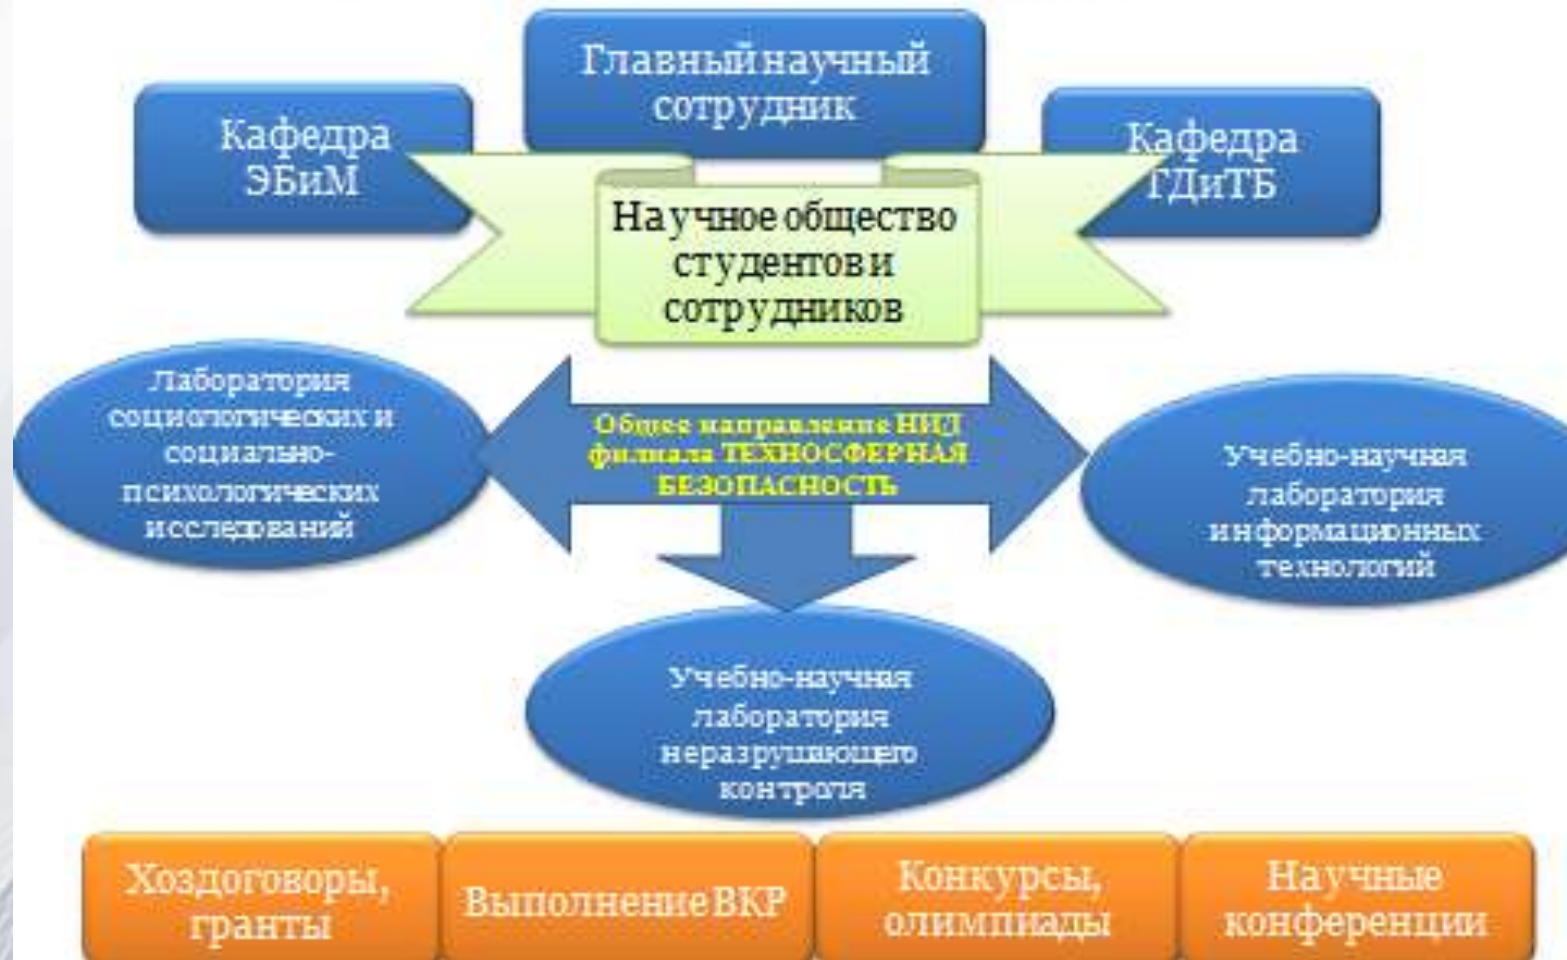 Главный научный
сотрудник
Кафедра
ЭБиМ
Кафедра
ГДиТБ
Научное общество
студентов и
сотрудников
Лаборатория
социологических и
социально-
психологических
исследований
Общее направление НИД
филиала ТЕХНОСФЕРНАЯ
БЕЗОПАСНОСТЬ
Учебно-научная
лаборатория
информационных
технологий
Учебно-научная
лаборатория
неразрушающего
контроля
Хоздоговоры,
гранты
Выполнение ВКР
Конкурсы,
олимпиады
Научные
конференции